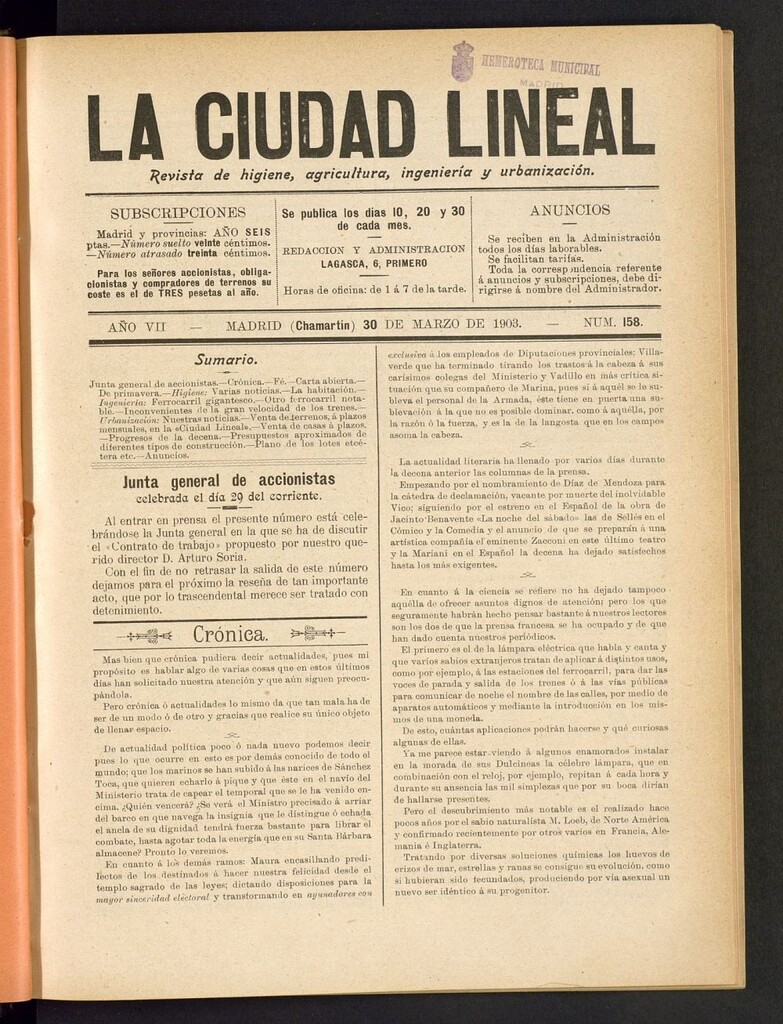 HEMEROTECA MUNICIPAL
MADRID
LA CIUDAD LINEAL
Revista de higiene, agricultura, ingeniería y urbanización.
SUBSCRIPCIONES
Madrid y provincias: AÑO SEIS
ptas.—Número suelto veinte céntimos.
—Número atrasado treinta céntimos.
Para los señores accionistas, obliga-
cionistas y compradores de terrenos su
coste es el de TRES pesetas al año.
Se publica los días 10, 20 y 30
de cada mes.
REDACCION Y ADMINISTRACION
LAGASCA, 6, PRIMERO
Horas de oficina: de 1 á 7 de la tarde.
ANUNCIOS
Se reciben en la Administración
todos los días laborables.
Se facilitan tarifas.
Toda la correspondencia referente
á anuncios y subscripciones, debe di-
rigirse á nombre del Administrador.
AÑO VII — MADRID (Chamartín) 30 DE MARZO DE 1903. — NUM. 158.
Sumario.
Junta general de accionistas.—Crónica.—Fé.—Carta abierta.—
De primavera.—Higiene: Varias noticias.—La habitación.—
Ingeniería: Ferrocarril gigantesco.—Otro ferrocarril nota-
ble.—Inconvenientes de la gran velocidad de los trenes.—
Urbanización: Nuestras noticias.—Venta de terrenos, á plazos
mensuales, en la «Ciudad Lineal».—Venta de casas á plazos.
—Progresos de la decena.—Presupuestos aproximados de
diferentes tipos de construcción.—Plano de los lotes etcé-
tera etc.—Anuncios.
Junta general de accionistas
celebrada el día 29 del corriente.
Al entrar en prensa el presente número está cele-
brándose la Junta general en la que se ha de discutir
el «Contrato de trabajo» propuesto por nuestro que-
rido director D. Arturo Soria.
Con el fin de no retrasar la salida de este número
dejamos para el próximo la reseña de tan importante
acto, que por lo trascendental merece ser tratado con
detenimiento.
Crónica.
Mas bien que crónica pudiera decir actualidades, pues mi
propósito es hablar algo de varias cosas que en estos últimos
días han solicitado nuestra atención y que aún siguen preocu-
pándola.
Pero crónica ó actualidades lo mismo da que tan mala ha de
ser de un modo ó de otro y gracias que realice su único objeto
de llenar espacio.
De actualidad política poco ó nada nuevo podemos decir
pues lo que ocurre en esto es por demás conocido de todo el
mundo; que los marinos se han subido á las narices de Sánchez
Toca, que quieren echarlo á pique y que éste en el navío del
Ministerio trata de capear el temporal que se le ha venido en-
cima. ¿Quién vencerá? ¿Se verá el Ministro precisado á arriar
del barco en que navega la insignia que le distingue ó echada
el ancla de su dignidad tendrá fuerza bastante para librar el
combate, hasta agotar toda la energía que en su Santa Bárbara
almacene? Pronto lo veremos.
En cuanto á los demás ramos: Maura encasillando predi-
lectos de los destinados á hacer nuestra felicidad desde el
templo sagrado de las leyes; dictando disposiciones para la
mayor sinceridad electoral y transformando en ayunadores con
exclusiva á los empleados de Diputaciones provinciales; Villa-
verde que ha terminado tirando los trastos á la cabeza á sus
carísimos colegas del Ministerio y Vadillo en más crítica si-
tuación que su compañero de Marina, pues si á aquél se le su-
bleva el personal de la Armada, éste tiene en puerta una su-
blevación á la que no es posible dominar, como á aquélla, por
la razón ó la fuerza, y es la de la langosta que en los campos
asoma la cabeza.
La actualidad literaria ha llenado por varios días durante
la decena anterior las columnas de la prensa.
Empezando por el nombramiento de Díaz de Mendoza para
la cátedra de declamación, vacante por muerte del inolvidable
Vico; siguiendo por el estreno en el Español de la obra de
Jacinto Benavente «La noche del sábado» las de Sellés en el
Cómico y la Comedia y el anuncio de que se preparán á una
artística compañía el eminente Zacconi en este último teatro
y la Mariani en el Español la decena ha dejado satisfechos
hasta los más exigentes.
En cuanto á la ciencia se refiere no ha dejado tampoco
aquélla de ofrecer asuntos dignos de atención; pero los que
seguramente habrán hecho pensar bastante á nuestros lectores
son los dos de que la prensa francesa se ha ocupado y de que
han dado cuenta nuestros periódicos.
El primero es el de la lámpara eléctrica que habla y canta y
que varios sabios extranjeros tratan de aplicar á distintos usos,
como por ejemplo, á las estaciones del ferrocarril, para dar las
voces de parada y salida de los trenes ó á las vías públicas
para comunicar de noche el nombre de las calles, por medio de
aparatos automáticos y mediante la introducción en los mis-
mos de una moneda.
De esto, cuántas aplicaciones podrán hacerse y qué curiosas
algunas de ellas.
Ya me parece estar viendo á algunos enamorados instalar
en la morada de sus Dulcineas la célebre lámpara, que en
combinación con el reloj, por ejemplo, repitan á cada hora y
durante su ausencia las mil simplezas que por su boca dirían
de hallarse presentes.
Pero el descubrimiento más notable es el realizado hace
pocos años por el sabio naturalista M. Loeb, de Norte América
y confirmado recientemente por otros varios en Francia, Ale-
mania é Inglaterra.
Tratando por diversas soluciones químicas los huevos de
erizos de mar, estrellas y ranas se consigue su evolución, como
si hubieran sido fecundados, produciendo por vía asexual un
nuevo ser idéntico á su progenitor.